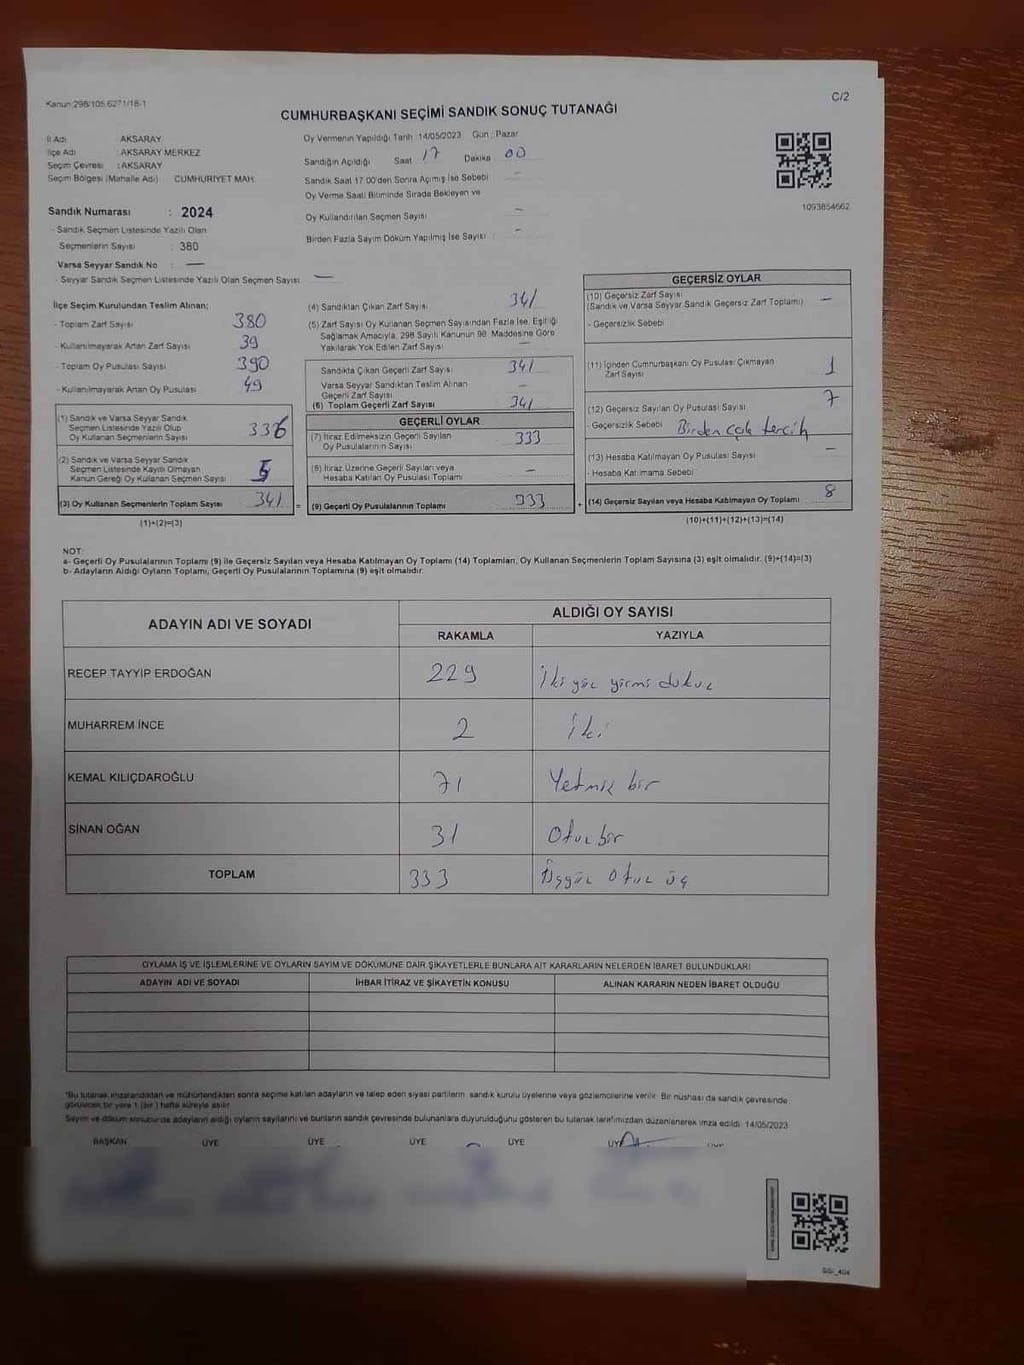 Kanun 298/105,6271/18-1
C/2
CUMHURBAŞKANI SEÇİMİ SANDIK SONUÇ TUTANAĞI
İl Adı : AKSARAY
İlçe Adı : AKSARAY MERKEZ
Seçim Çevresi : AKSARAY
Seçim Bölgesi (Mahalle Adı) CUMHURİYET MAH.
Sandık Numarası : 2024
- Sandık Seçmen Listesinde Yazılı Olan
Seçmenlerin Sayısı : 380
Varsa Seyyar Sandık No : —
- Seyyar Sandık Seçmen Listesinde Yazılı Olan Seçmen Sayısı —
Oy Vermenin Yapıldığı Tarih : 14/05/2023 Gün : Pazar
Sandığın Açıldığı Saat 17 Dakika 00
Sandık Saat 17:00'den Sonra Açılmış İse Sebebi -
Oy Verme Saati Bitiminde Sırada Bekleyen ve
Oy Kullandırılan Seçmen Sayısı -
Birden Fazla Sayım Döküm Yapılmış İse Sayısı : -
1093854662
İlçe Seçim Kurulundan Teslim Alınan;
- Toplam Zarf Sayısı 380
- Kullanılmayarak Artan Zarf Sayısı 39
- Toplam Oy Pusulası Sayısı 390
- Kullanılmayarak Artan Oy Pusulası 49
(1) Sandık ve Varsa Seyyar Sandık
Seçmen Listesinde Yazılı Olup
Oy Kullanan Seçmenlerin Sayısı 336
(2) Sandık ve Varsa Seyyar Sandık
Seçmen Listesinde Kayıtlı Olmayan
Kanun Gereği Oy Kullanan Seçmen Sayısı 5
(3) Oy Kullanan Seçmenlerin Toplam Sayısı 341 =
(1)+(2)=(3)
(4) Sandıktan Çıkan Zarf Sayısı 341
(5) Zarf Sayısı Oy Kullanan Seçmen Sayısından Fazla İse, Eşitliği
Sağlamak Amacıyla, 298 Sayılı Kanunun 98. Maddesine Göre
Yakılarak Yok Edilen Zarf Sayısı -
Sandıkta Çıkan Geçerli Zarf Sayısı 341
Varsa Seyyar Sandıktan Teslim Alınan
Geçerli Zarf Sayısı -
(6) Toplam Geçerli Zarf Sayısı 341
GEÇERLİ OYLAR
(7) İtiraz Edilmeksizin Geçerli Sayılan
Oy Pusulalarının Sayısı 333
(8) İtiraz Üzerine Geçerli Sayılan veya
Hesaba Katılan Oy Pusulası Toplamı -
(9) Geçerli Oy Pusulalarının Toplamı 333 +
GEÇERSİZ OYLAR
(10) Geçersiz Zarf Sayısı
(Sandık ve Varsa Seyyar Sandık Geçersiz Zarf Toplamı) -
- Geçersizlik Sebebi
(11) İçinden Cumhurbaşkanı Oy Pusulası Çıkmayan
Zarf Sayısı 1
(12) Geçersiz Sayılan Oy Pusulası Sayısı 7
- Geçersizlik Sebebi Birden çok tercih
(13) Hesaba Katılmayan Oy Pusulası Sayısı -
- Hesaba Katılmama Sebebi
(14) Geçersiz Sayılan veya Hesaba Katılmayan Oy Toplamı 8
(10)+(11)+(12)+(13)=(14)
NOT:
a- Geçerli Oy Pusulalarının Toplamı (9) ile Geçersiz Sayılan veya Hesaba Katılmayan Oy Toplamı (14) Toplamları, Oy Kullanan Seçmenlerin Toplam Sayısına (3) eşit olmalıdır. (9)+(14)=(3)
b- Adayların Aldığı Oyların Toplamı, Geçerli Oy Pusulalarının Toplamına (9) eşit olmalıdır.
ADAYIN ADI VE SOYADI
ALDIĞI OY SAYISI
RAKAMLA YAZIYLA
RECEP TAYYİP ERDOĞAN 229 İki yüz yirmi dokuz
MUHARREM İNCE 2 İki
KEMAL KILIÇDAROĞLU 71 Yetmiş bir
SİNAN OĞAN 31 Otuz bir
TOPLAM 333 Üçyüz Otuz üç
OYLAMA İŞ VE İŞLEMLERİNE VE OYLARIN SAYIM VE DÖKÜMÜNE DAİR ŞİKAYETLERLE BUNLARA AİT KARARLARIN NELERDEN İBARET BULUNDUKLARI
ADAYIN ADI VE SOYADI İHBAR İTİRAZ VE ŞİKAYETİN KONUSU ALINAN KARARIN NEDEN İBARET OLDUĞU
*Bu tutanak imzalandıktan ve mühürlendikten sonra seçime katılan adayların ve talep eden siyasi partilerin sandık kurulu üyelerine veya gözlemcilerine verilir. Bir nüshası da sandık çevresinde
görülecek bir yere 1 (bir) hafta süreyle asılır.
Sayım ve döküm sonucunda adayların aldığı oyların sayılarını ve bunların sandık çevresinde bulunanlara duyurulduğunu gösteren bu tutanak tarafımızdan düzenlenerek imza edildi. 14/05/2023
BAŞKAN ÜYE ÜYE ÜYE ÜYE ÜYE